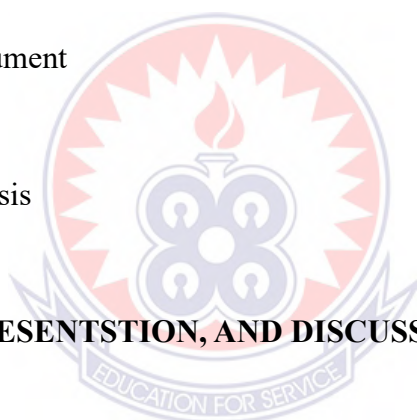 ument
sis
ESENTSTION, AND DISCUSS
EDUCATION FOR SERVICE